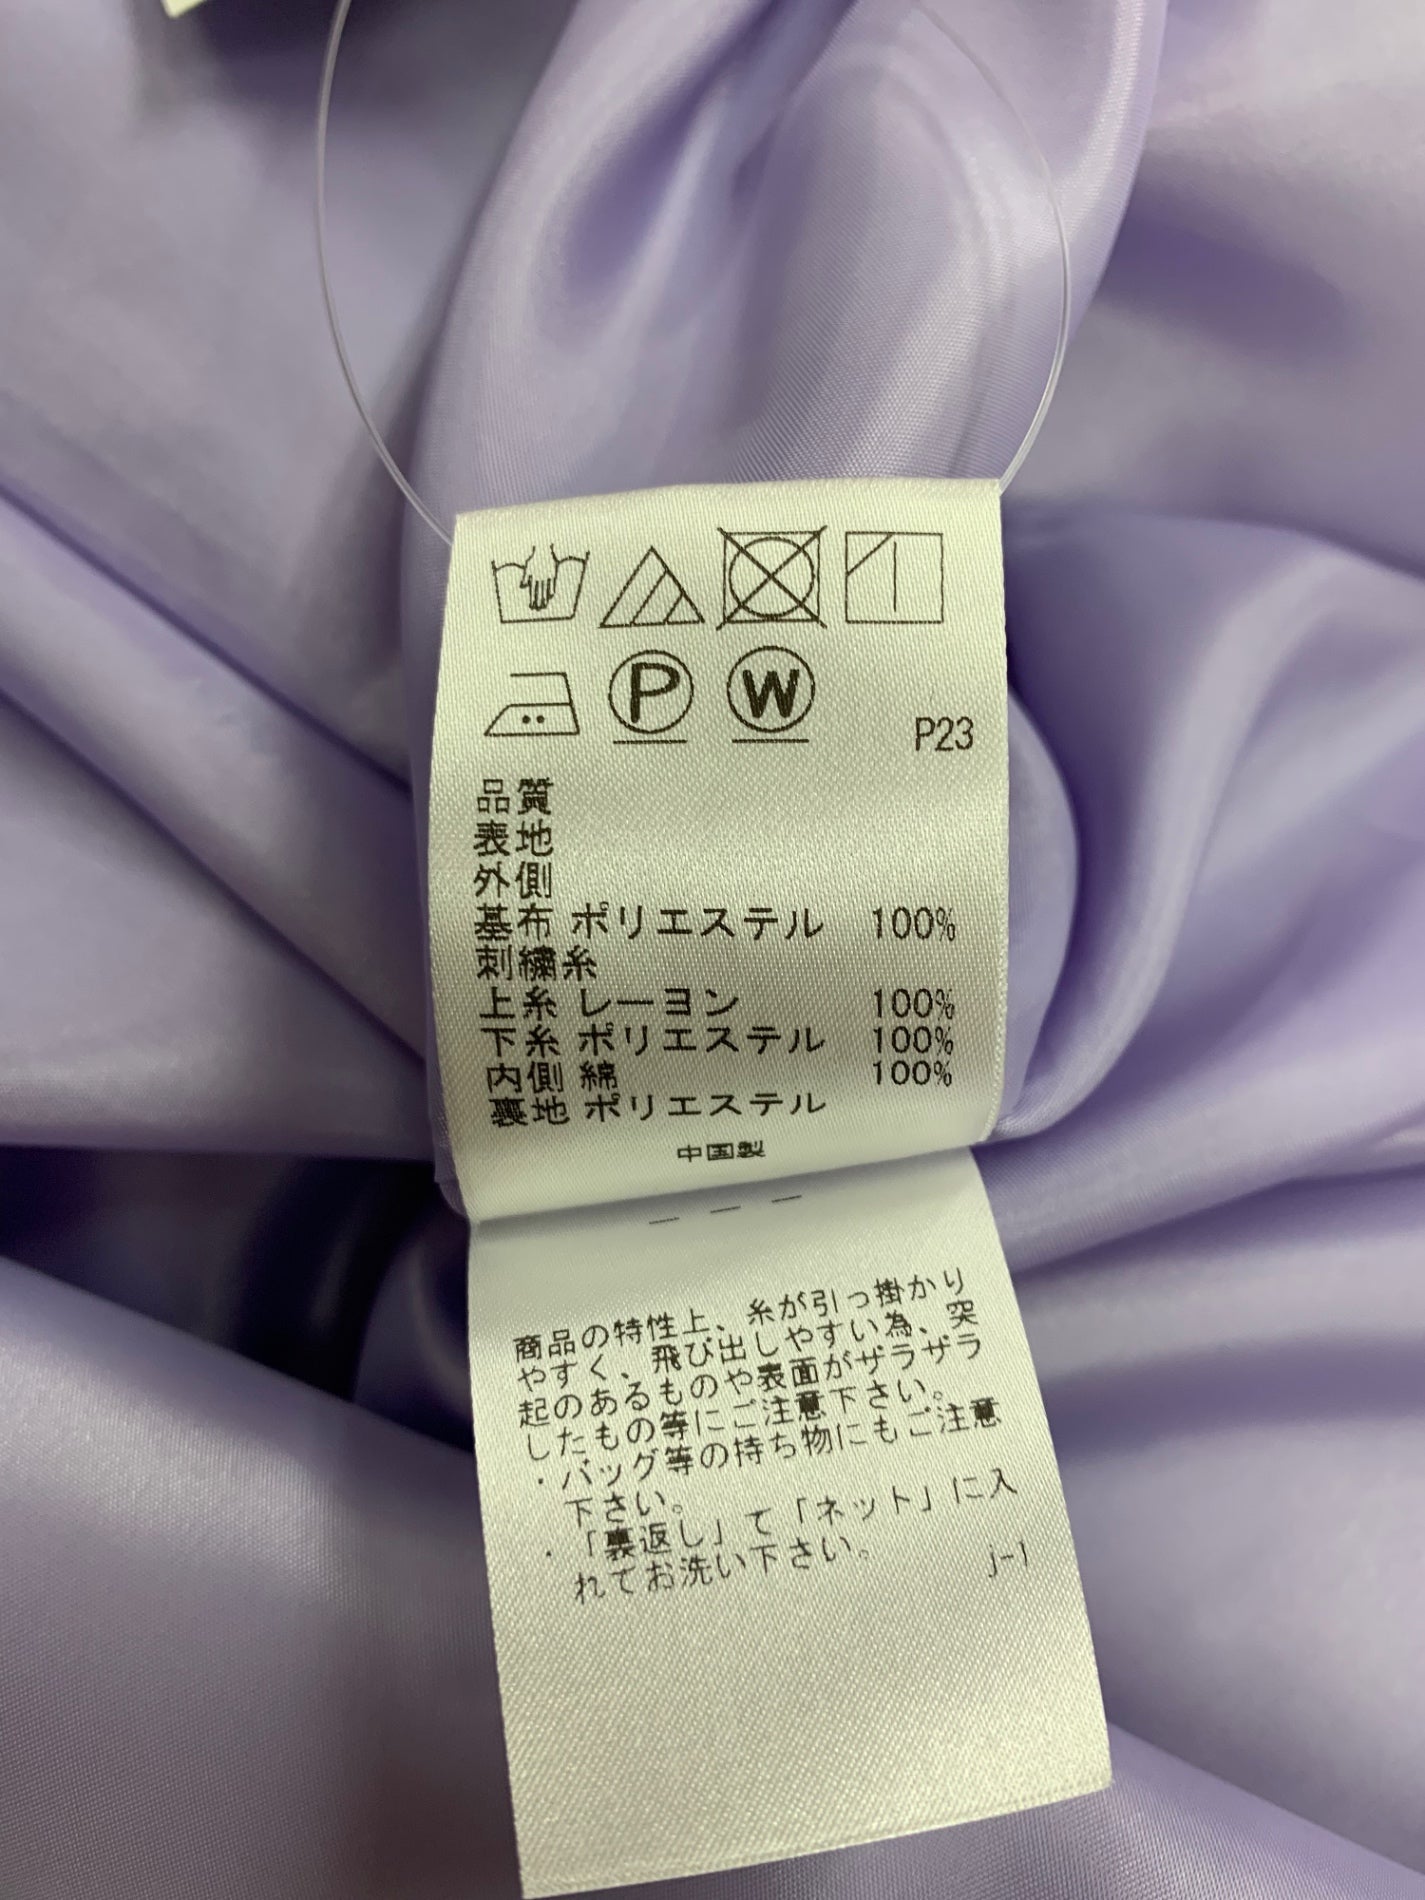 P
W
P23
品質
表地
外側
基布 ポリエステル 100%
刺繍糸
上糸 レーヨン 100%
下糸 ポリエステル 100%
内側 綿 100%
裏地 ポリエステル
中国製
商品の特性上、糸が引っ掛かり
やすく、飛び出しやすい為、突
起のあるものや表面がザラザラ
したもの等にご注意下さい。
・バッグ等の持ち物にもご注意
下さい。
・「裏返し」て「ネット」に入
れてお洗い下さい。
j-1